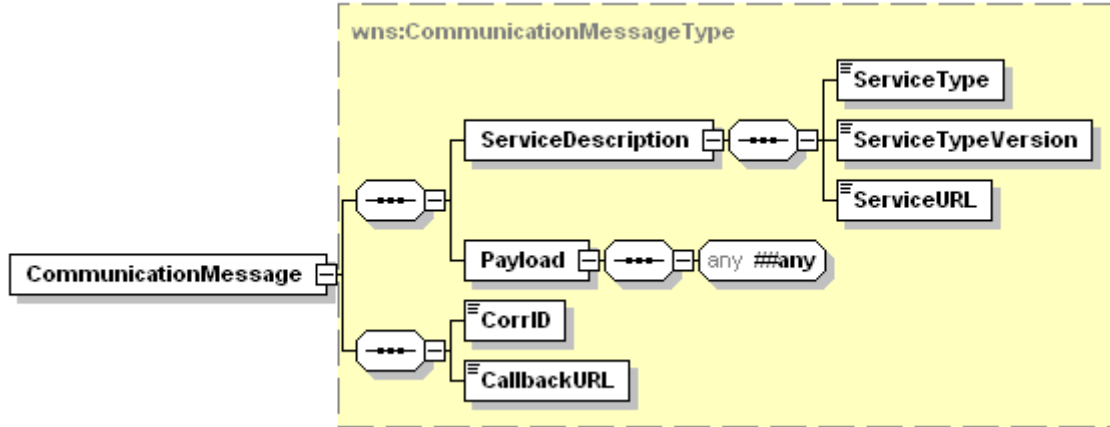 wns:CommunicationMessageType
ServiceType
ServiceDescription
ServiceTypeVersion
ServiceURL
Payload
any ##any
CommunicationMessage
CorrID
CallbackURL